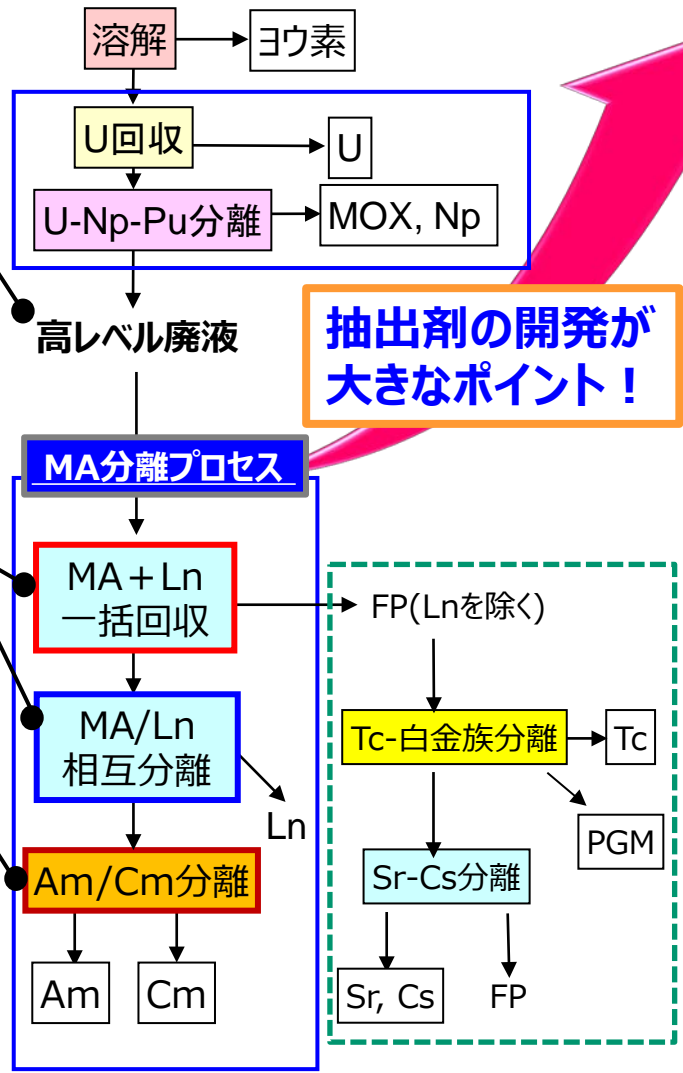 溶解
ヨウ素
U回収
U
U-Np-Pu分離
MOX, Np
高レベル廃液
抽出剤の開発が
大きなポイント！
MA分離プロセス
MA＋Ln
一括回収
FP(Lnを除く)
MA/Ln
相互分離
Tc-白金族分離
Tc
Ln
PGM
Am/Cm分離
Sr-Cs分離
Am
Cm
Sr, Cs
FP